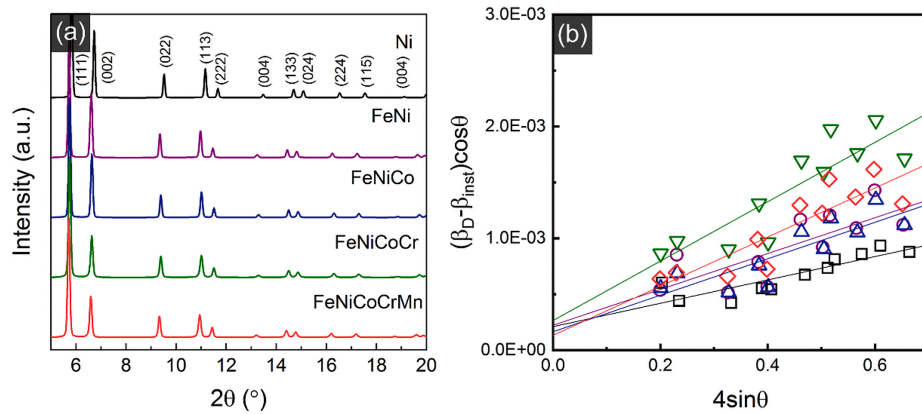 (a)
Ni
(111)
(002)
(022)
(113)
(222)
(004)
(133)
(024)
(224)
(115)
(004)
FeNi
FeNiCo
FeNiCoCr
FeNiCoCrMn
Intensity (a.u.)
6 8 10 12 14 16 18 20
2θ (°)
(b)
3.0E-03
2.0E-03
1.0E-03
0.0E+00
(β_D-β_inst)cosθ
0.0 0.2 0.4 0.6
4sinθ